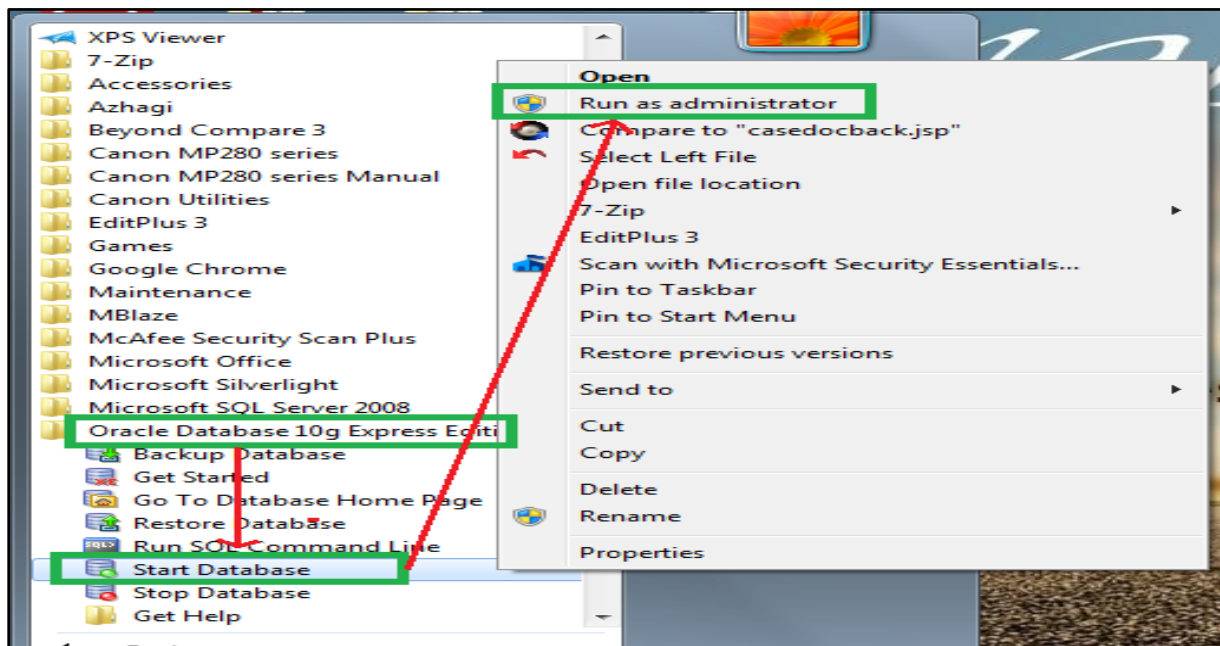 XPS Viewer
7-Zip
Accessories
Azhagi
Beyond Compare 3
Canon MP280 series
Canon MP280 series Manual
Canon Utilities
EditPlus 3
Games
Google Chrome
Maintenance
MBlaze
McAfee Security Scan Plus
Microsoft Office
Microsoft Silverlight
Microsoft SQL Server 2008
Oracle Database 10g Express Editi
Backup Database
Get Started
Go To Database Home Page
Restore Database
Run SQL Command Line
Start Database
Stop Database
Get Help
Open
Run as administrator
Compare to "casedocback.jsp"
Select Left File
Open file location
7-Zip
EditPlus 3
Scan with Microsoft Security Essentials...
Pin to Taskbar
Pin to Start Menu
Restore previous versions
Send to
Cut
Copy
Delete
Rename
Properties